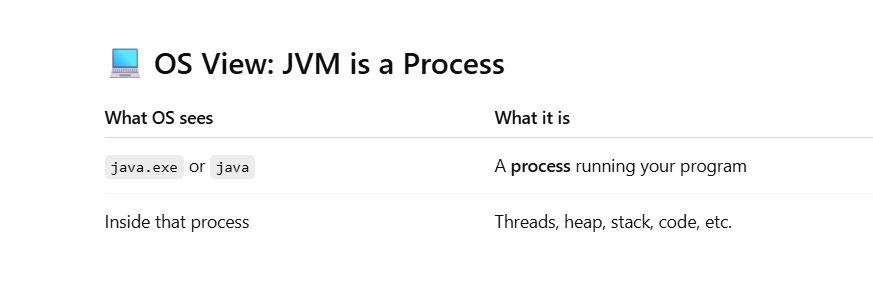 OS View: JVM is a Process
What OS sees What it is
java.exe or java A process running your program
Inside that process Threads, heap, stack, code, etc.